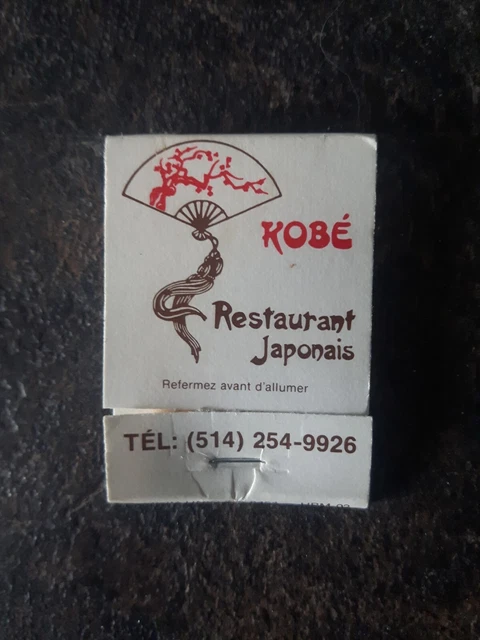 KOBÉ
Restaurant
Japonais
Refermez avant d'allumer
TÉL: (514) 254-9926